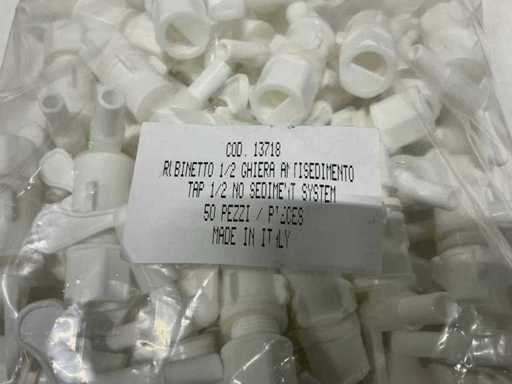 COD. 13718
RUBINETTO 1/2 GHIERA ANTISEDIMENTO
TAP 1/2 NO SEDIMENT SYSTEM
50 PEZZI / PIECES
MADE IN ITALY